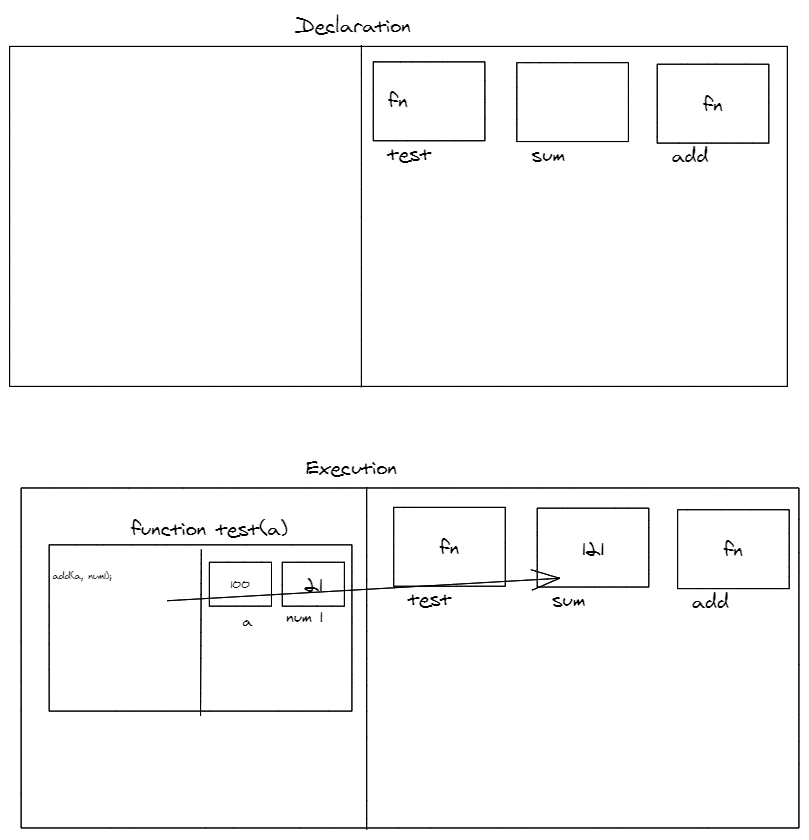 Declaration
fn
fn
test
sum
add
Execution
function test(a)
fn
121
fn
add(a, num1);
100
21
test
sum
add
a
num 1